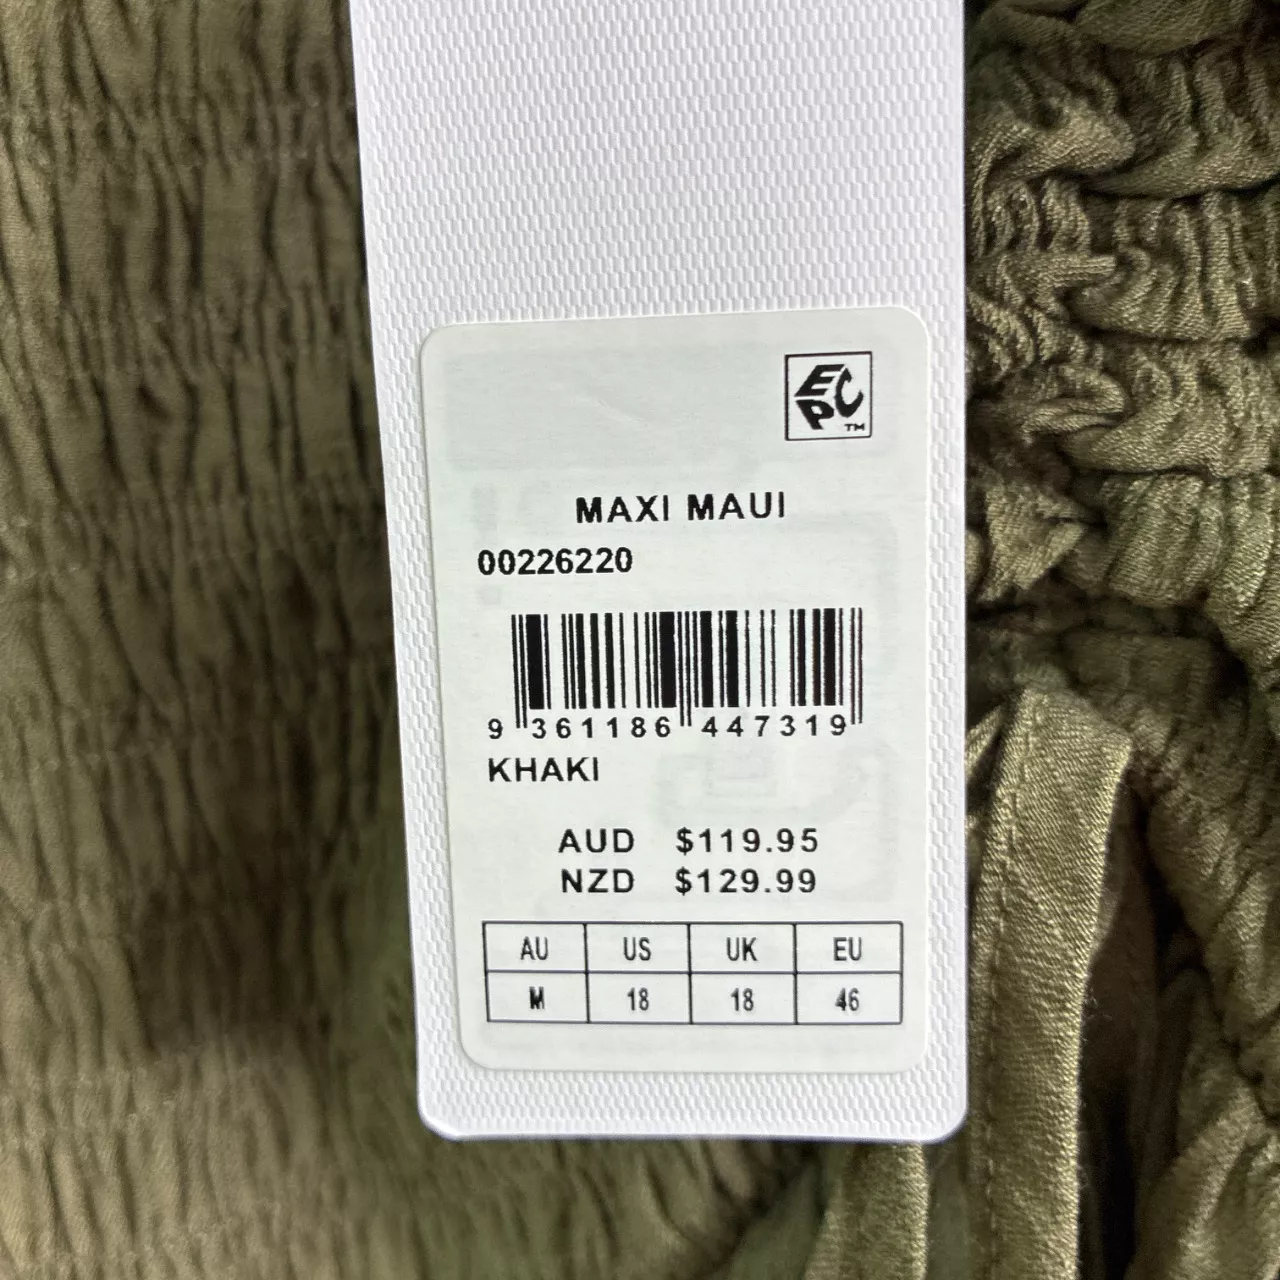 EPC™
MAXI MAUI
00226220
9 361186 447319
KHAKI
AUD $119.95
NZD $129.99
AU US UK EU
M 18 18 46